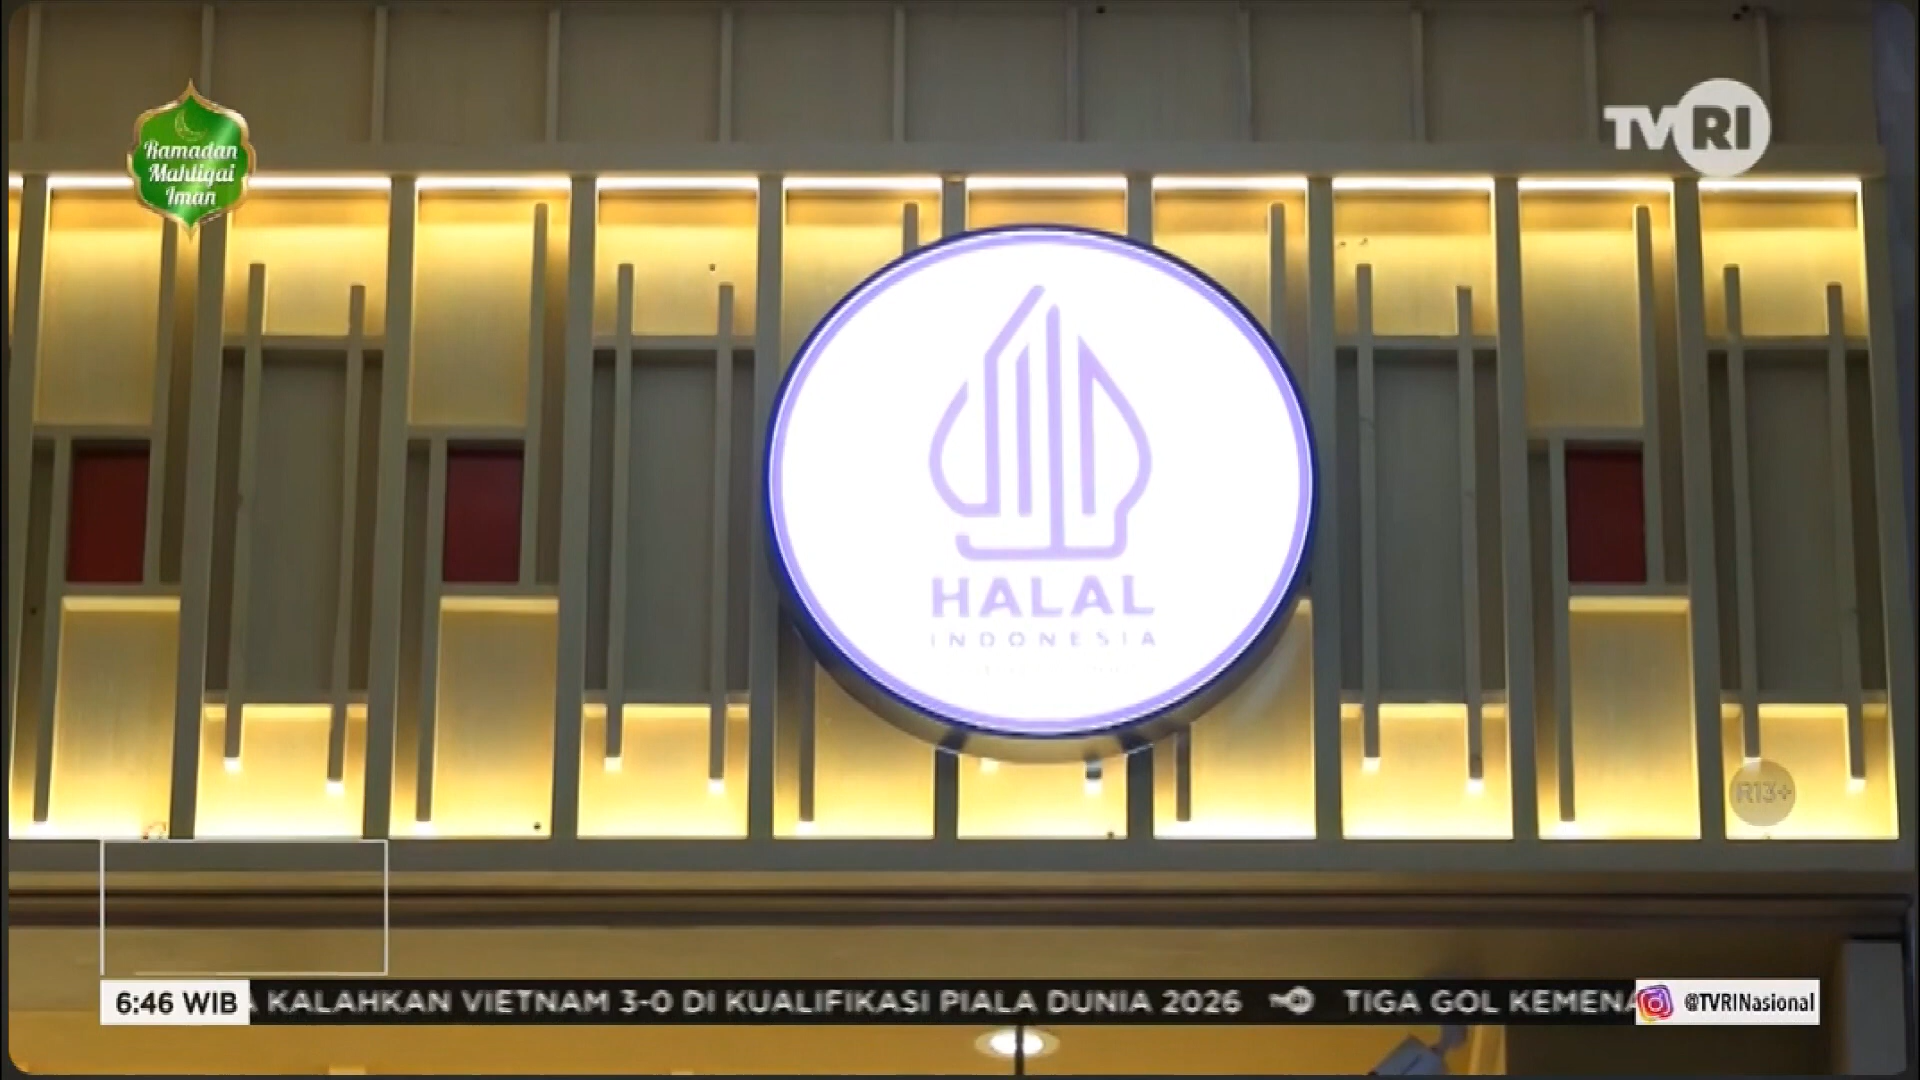 Ramadan
Mahligai
Iman
TVRI
HALAL
INDONESIA
R13+
6:46 WIB
KALAHKAN VIETNAM 3-0 DI KUALIFIKASI PIALA DUNIA 2026 TIGA GOL KEMENA
@TVRINasional